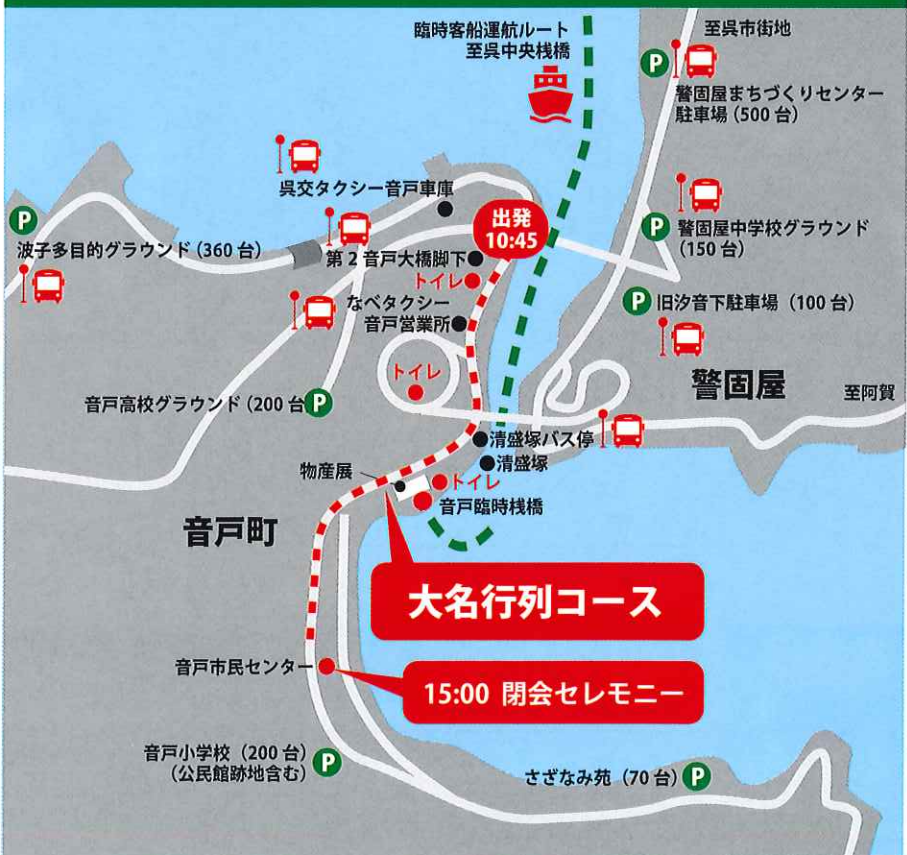 臨時客船運航ルート
至呉中央桟橋
至呉市街地
P
警固屋まちづくりセンター
駐車場（500台）
呉交タクシー音戸車庫
P
波子多目的グラウンド（360台）
出発
10:45
P
警固屋中学校グラウンド
（150台）
第2音戸大橋脚下
トイレ
なべタクシー
音戸営業所
P
旧汐音下駐車場（100台）
トイレ
警固屋
至阿賀
音戸高校グラウンド（200台
P
清盛塚バス停
清盛塚
物産展
トイレ
音戸臨時桟橋
音戸町
大名行列コース
音戸市民センター
15:00 閉会セレモニー
音戸小学校（200台）
（公民館跡地含む）
P
さざなみ苑（70台）
P